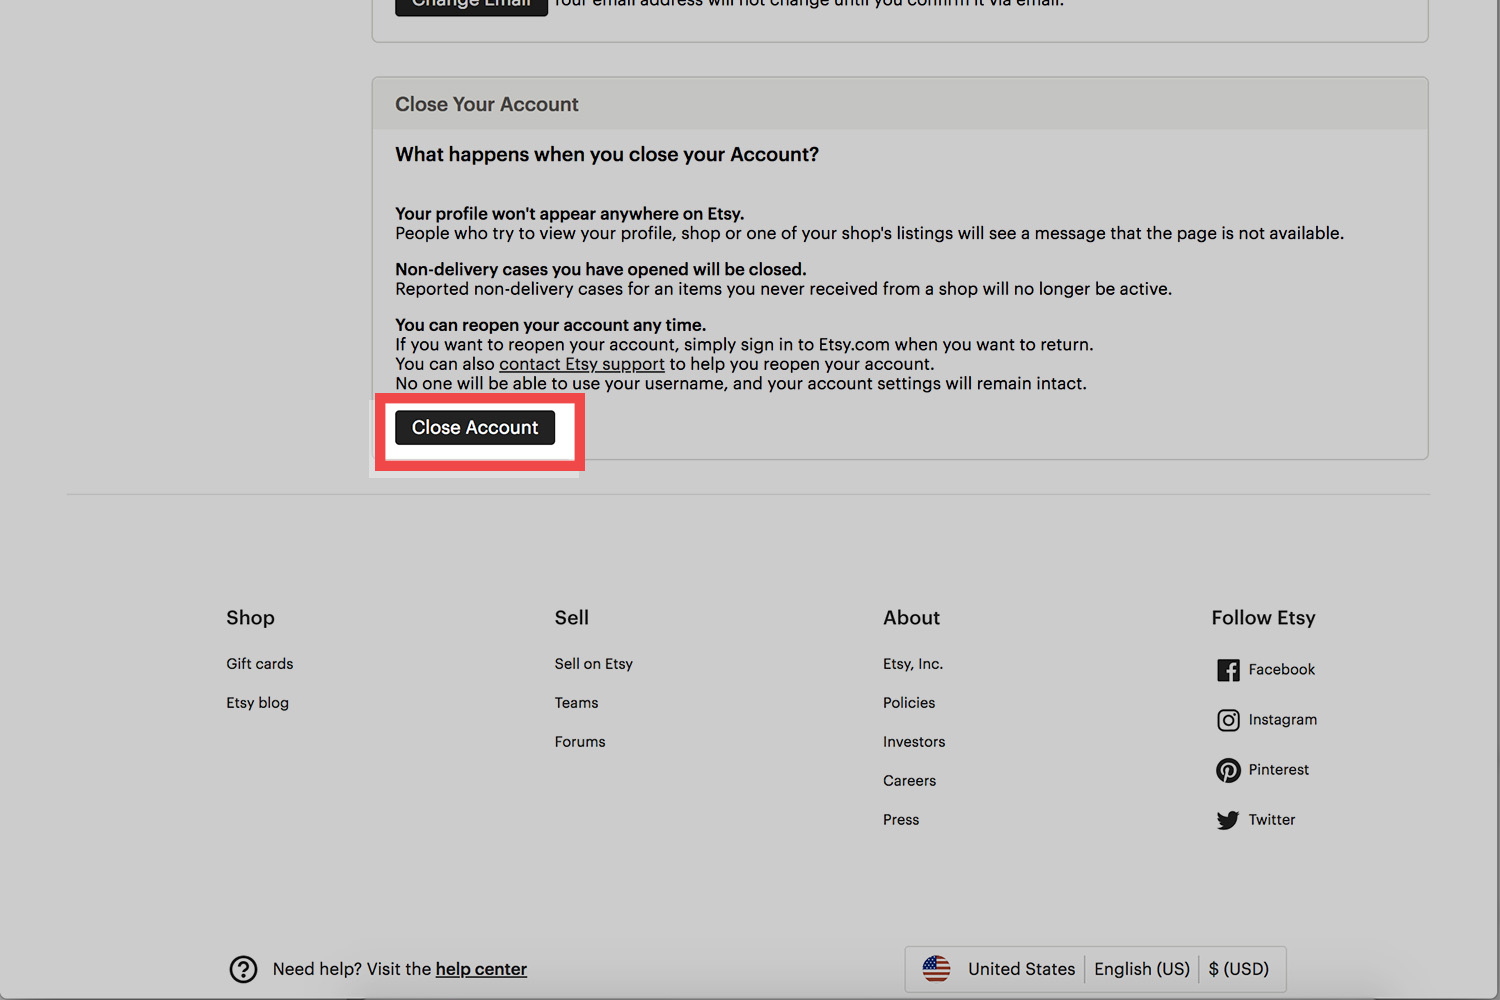 Change Email Your email address will not change until you confirm it via email.
Close Your Account
What happens when you close your Account?
Your profile won't appear anywhere on Etsy.
People who try to view your profile, shop or one of your shop's listings will see a message that the page is not available.
Non-delivery cases you have opened will be closed.
Reported non-delivery cases for an items you never received from a shop will no longer be active.
You can reopen your account any time.
If you want to reopen your account, simply sign in to Etsy.com when you want to return.
You can also contact Etsy support to help you reopen your account.
No one will be able to use your username, and your account settings will remain intact.
Close Account
Shop
Gift cards
Etsy blog
Sell
Sell on Etsy
Teams
Forums
About
Etsy, Inc.
Policies
Investors
Careers
Press
Follow Etsy
Facebook
Instagram
Pinterest
Twitter
Need help? Visit the help center
United States English (US) $ (USD)